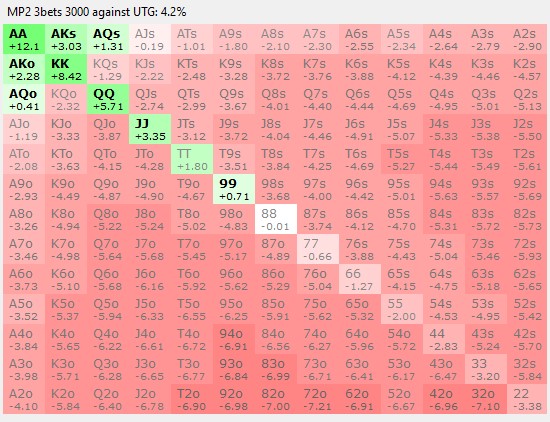 MP2 3bets 3000 against UTG: 4.2%
AA AKs AQs AJs ATs A9s A8s A7s A6s A5s A4s A3s A2s
+12.1 +3.03 +1.31 -0.19 -1.01 -1.80 -2.10 -2.30 -2.55 -2.34 -2.64 -2.79 -2.90
AKo KK KQs KJs KTs K9s K8s K7s K6s K5s K4s K3s K2s
+2.28 +8.42 -1.29 -2.22 -2.48 -3.28 -3.72 -3.76 -3.88 -4.12 -4.39 -4.46 -4.57
AQo KQo QQ QJs QTs Q9s Q8s Q7s Q6s Q5s Q4s Q3s Q2s
+0.41 -2.32 +5.71 -2.74 -2.99 -3.67 -4.01 -4.40 -4.44 -4.69 -4.95 -5.01 -5.13
AJo KJo QJo JJ JTs J9s J8s J7s J6s J5s J4s J3s J2s
-1.19 -3.33 -3.87 +3.35 -3.12 -3.72 -4.04 -4.46 -4.91 -5.07 -5.33 -5.38 -5.50
ATo KTo QTo JTo TT T9s T8s T7s T6s T5s T4s T3s T2s
-2.08 -3.63 -4.15 -4.28 +1.80 -3.51 -3.84 -4.25 -4.68 -5.27 -5.44 -5.49 -5.61
A9o K9o Q9o J9o T9o 99 98s 97s 96s 95s 94s 93s 92s
-2.93 -4.49 -4.87 -4.90 -4.67 +0.71 -3.68 -4.00 -4.42 -5.01 -5.63 -5.57 -5.69
A8o K8o Q8o J8o T8o 98o 88 87s 86s 85s 84s 83s 82s
-3.26 -4.94 -5.22 -5.24 -5.02 -4.83 -0.01 -3.74 -4.12 -4.70 -5.31 -5.72 -5.73
A7o K7o Q7o J7o T7o 97o 87o 77 76s 75s 74s 73s 72s
-3.46 -4.98 -5.64 -5.68 -5.45 -5.17 -4.89 -0.66 -3.88 -4.43 -5.04 -5.46 -5.93
A6o K6o Q6o J6o T6o 96o 86o 76o 66 65s 64s 63s 62s
-3.73 -5.10 -5.68 -6.16 -5.92 -5.62 -5.29 -5.04 -1.27 -4.15 -4.75 -5.18 -5.65
A5o K5o Q5o J5o T5o 95o 85o 75o 65o 55 54s 53s 52s
-3.52 -5.37 -5.94 -6.33 -6.55 -6.25 -5.91 -5.62 -5.32 -2.00 -4.53 -4.95 -5.42
A4o K4o Q4o J4o T4o 94o 84o 74o 64o 54o 44 43s 42s
-3.84 -5.65 -6.22 -6.61 -6.72 -6.91 -6.56 -6.27 -5.96 -5.72 -2.83 -5.24 -5.70
A3o K3o Q3o J3o T3o 93o 83o 73o 63o 53o 43o 33 32s
-3.98 -5.71 -6.28 -6.65 -6.77 -6.84 -6.99 -6.71 -6.41 -6.17 -6.47 -3.20 -5.84
A2o K2o Q2o J2o T2o 92o 82o 72o 62o 52o 42o 32o 22
-4.10 -5.84 -6.40 -6.78 -6.90 -6.98 -7.00 -7.21 -6.91 -6.67 -6.96 -7.10 -3.38